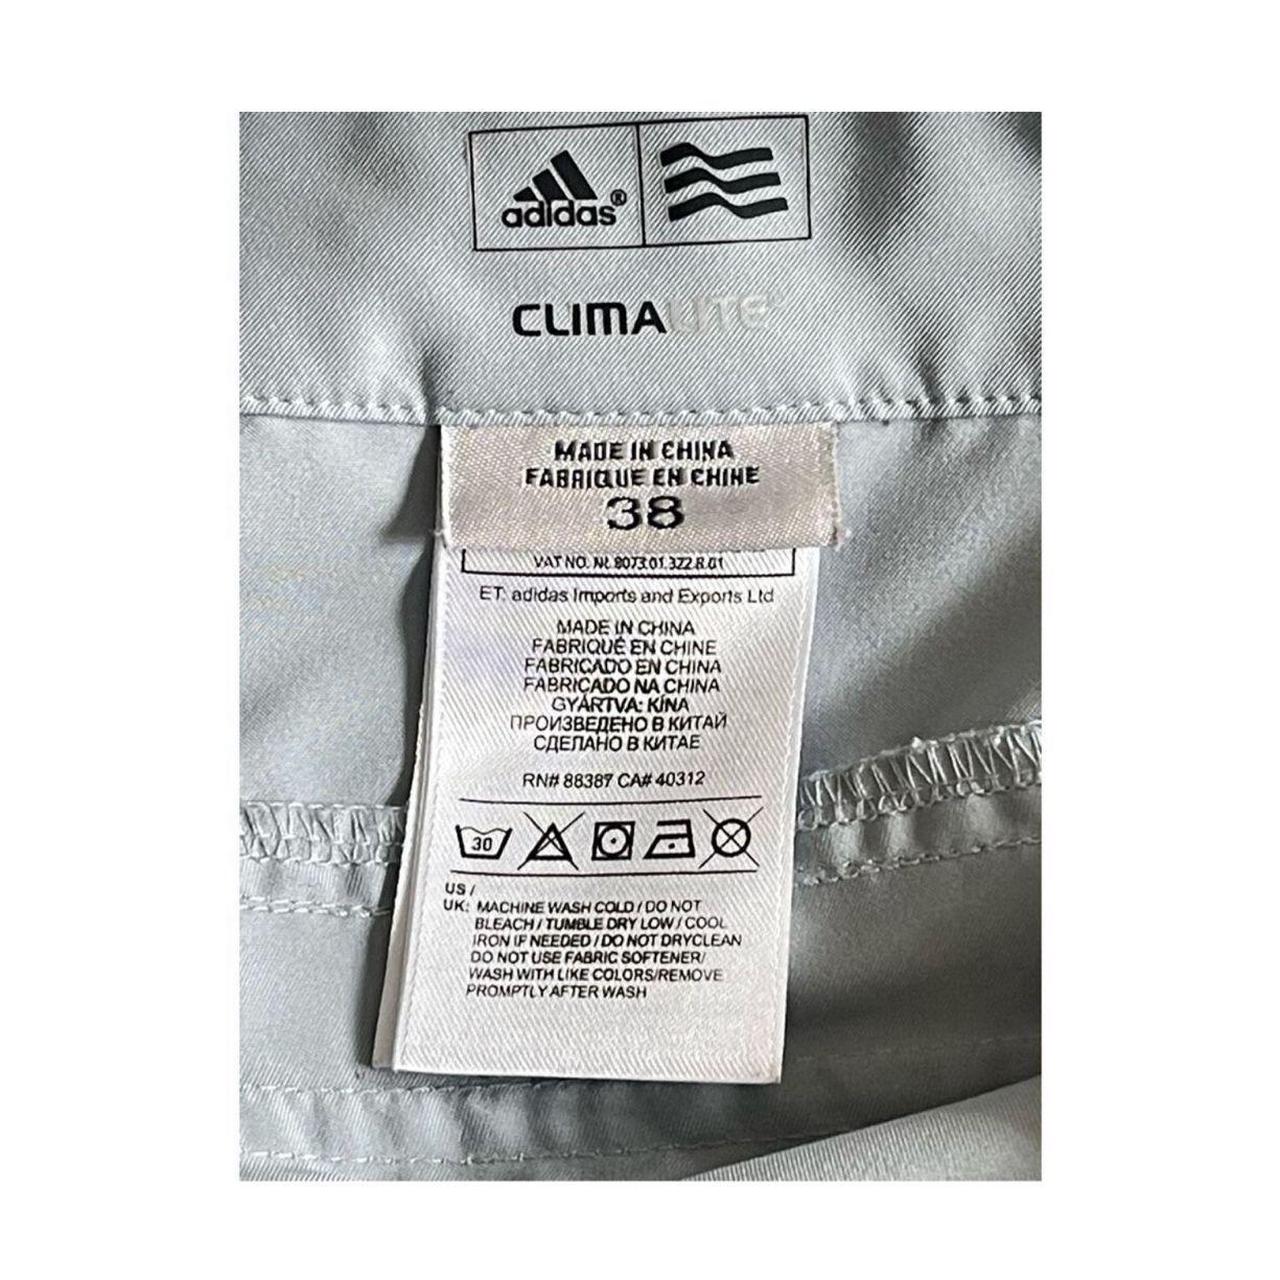 adidas®
CLIMALITE®
MADE IN CHINA
FABRIQUE EN CHINE
38
VAT NO. NL 8073.01.322.B.01
ET: adidas Imports and Exports Ltd
MADE IN CHINA
FABRIQUÉ EN CHINE
FABRICADO EN CHINA
FABRICADO NA CHINA
GYÁRTVA: KÍNA
ПРОИЗВЕДЕНО В КИТАЙ
СДЕЛАНО В КИТАЕ
RN# 88387 CA# 40312
30
US /
UK: MACHINE WASH COLD / DO NOT
BLEACH / TUMBLE DRY LOW / COOL
IRON IF NEEDED / DO NOT DRYCLEAN
DO NOT USE FABRIC SOFTENER/
WASH WITH LIKE COLORS/REMOVE
PROMPTLY AFTER WASH